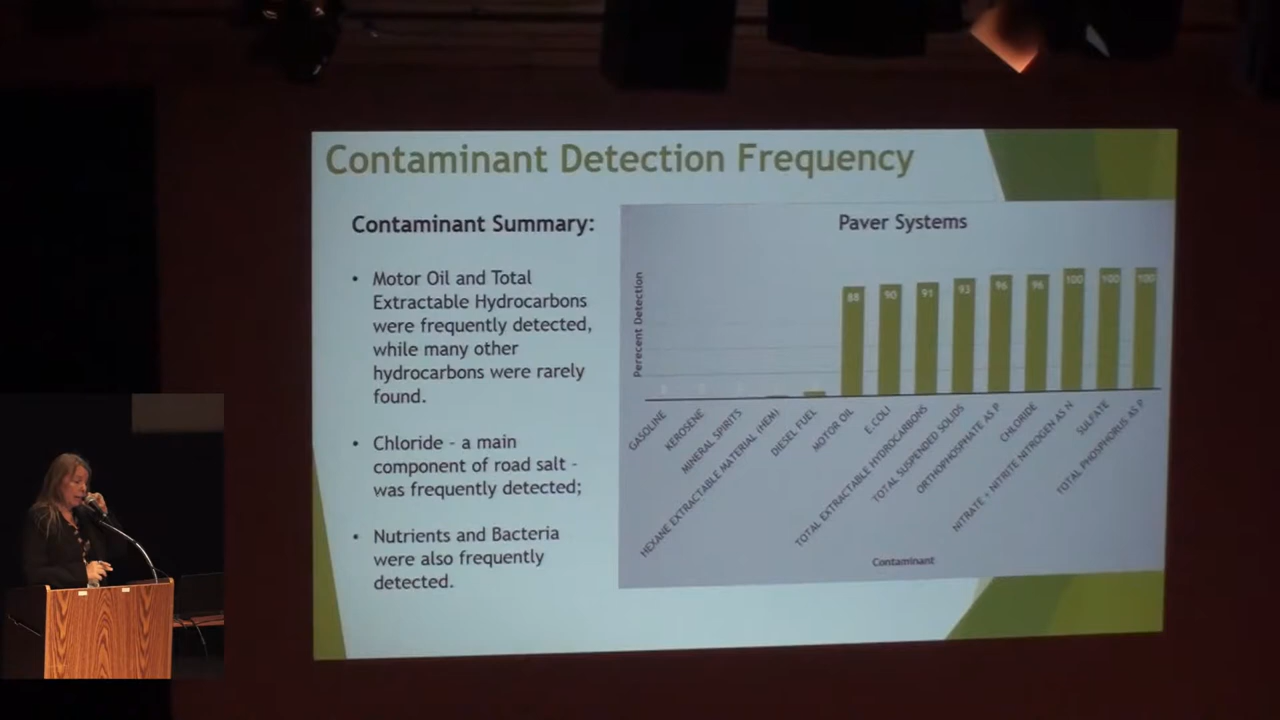 Contaminant Detection Frequency
Contaminant Summary:
• Motor Oil and Total
Extractable Hydrocarbons
were frequently detected,
while many other
hydrocarbons were rarely
found.
• Chloride - a main
component of road salt -
was frequently detected;
• Nutrients and Bacteria
were also frequently
detected.
Paver Systems
Perecent Detection
88
90
91
93
96
96
100
100
100
GASOLINE
KEROSENE
MINERAL SPIRITS
HEXANE EXTRACTABLE MATERIAL (HEM)
DIESEL FUEL
MOTOR OIL
E.COLI
TOTAL EXTRACTABLE HYDROCARBONS
TOTAL SUSPENDED SOLIDS
ORTHOPHOSPHATE AS P
CHLORIDE
NITRATE + NITRITE NITROGEN AS N
SULFATE
TOTAL PHOSPHORUS AS P
Contaminant